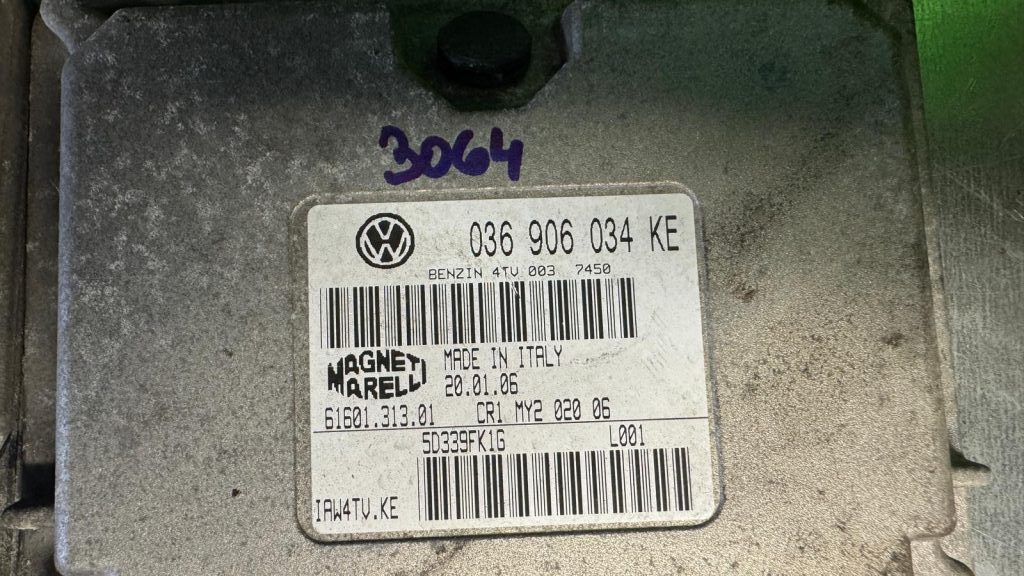 3064
036 906 034 KE
BENZIN 4TV 003 7450
MAGNETI MARELLI
MADE IN ITALY
20.01.06
61601.313.01 CR1 MY2 020 06
5D339FK1G L001
IAW4TV.KE